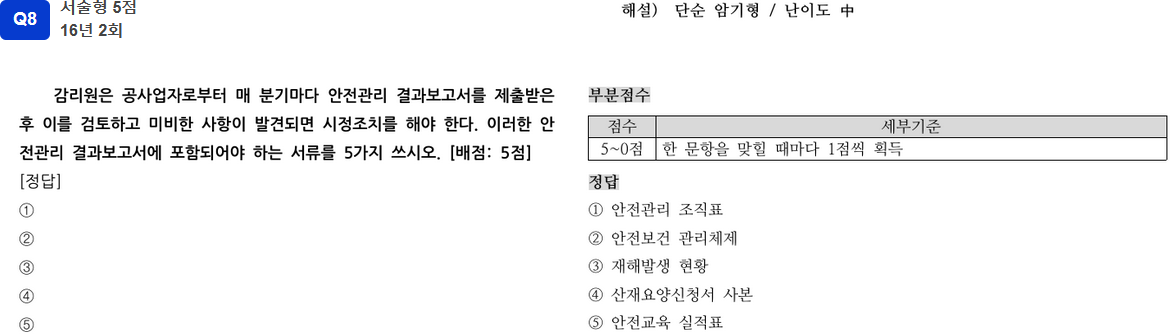 Q8
서술형 5점
16년 2회
감리원은 공사업자로부터 매 분기마다 안전관리 결과보고서를 제출받은
후 이를 검토하고 미비한 사항이 발견되면 시정조치를 해야 한다. 이러한 안
전관리 결과보고서에 포함되어야 하는 서류를 5가지 쓰시오. [배점: 5점]
[정답]
①
②
③
④
⑤
해설) 단순 암기형 / 난이도 中
부분점수
점수 세부기준
5~0점 한 문항을 맞힐 때마다 1점씩 획득
정답
① 안전관리 조직표
② 안전보건 관리체제
③ 재해발생 현황
④ 산재요양신청서 사본
⑤ 안전교육 실적표